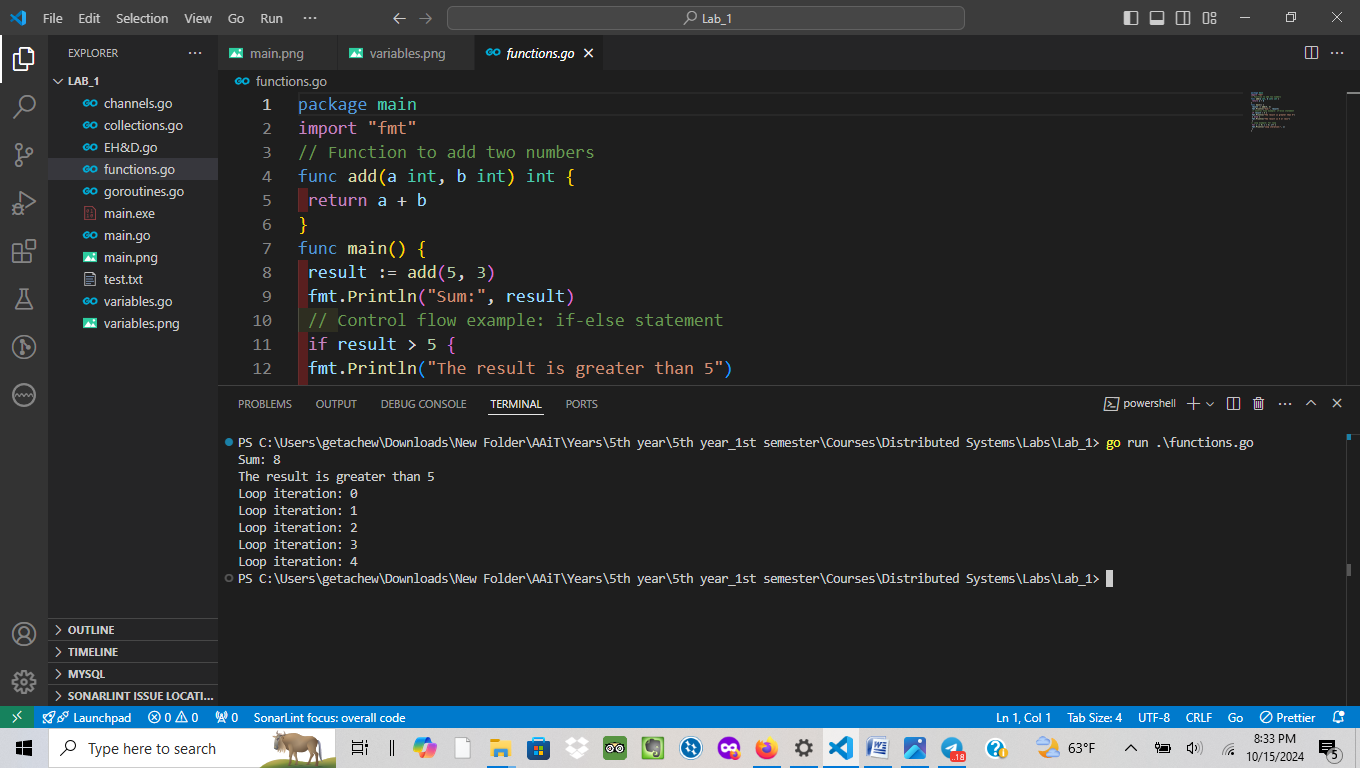 File Edit Selection View Go Run ··· Lab_1
EXPLORER ···
LAB_1
channels.go
collections.go
EH&D.go
functions.go
goroutines.go
main.exe
main.go
main.png
test.txt
variables.go
variables.png
OUTLINE
TIMELINE
MYSQL
SONARLINT ISSUE LOCATI...
main.png variables.png functions.go
functions.go
1 package main
2 import "fmt"
3 // Function to add two numbers
4 func add(a int, b int) int {
5 return a + b
6 }
7 func main() {
8 result := add(5, 3)
9 fmt.Println("Sum:", result)
10 // Control flow example: if-else statement
11 if result > 5 {
12 fmt.Println("The result is greater than 5")
PROBLEMS OUTPUT DEBUG CONSOLE TERMINAL PORTS powershell
PS C:\Users\getachew\Downloads\New Folder\AAiT\Years\5th year\5th year_1st semester\Courses\Distributed Systems\Labs\Lab_1> go run .\functions.go
Sum: 8
The result is greater than 5
Loop iteration: 0
Loop iteration: 1
Loop iteration: 2
Loop iteration: 3
Loop iteration: 4
PS C:\Users\getachew\Downloads\New Folder\AAiT\Years\5th year\5th year_1st semester\Courses\Distributed Systems\Labs\Lab_1>
Launchpad 0 0 0 SonarLint focus: overall code Ln 1, Col 1 Tab Size: 4 UTF-8 CRLF Go Prettier
Type here to search 18 63°F 8:33 PM
10/15/2024 5